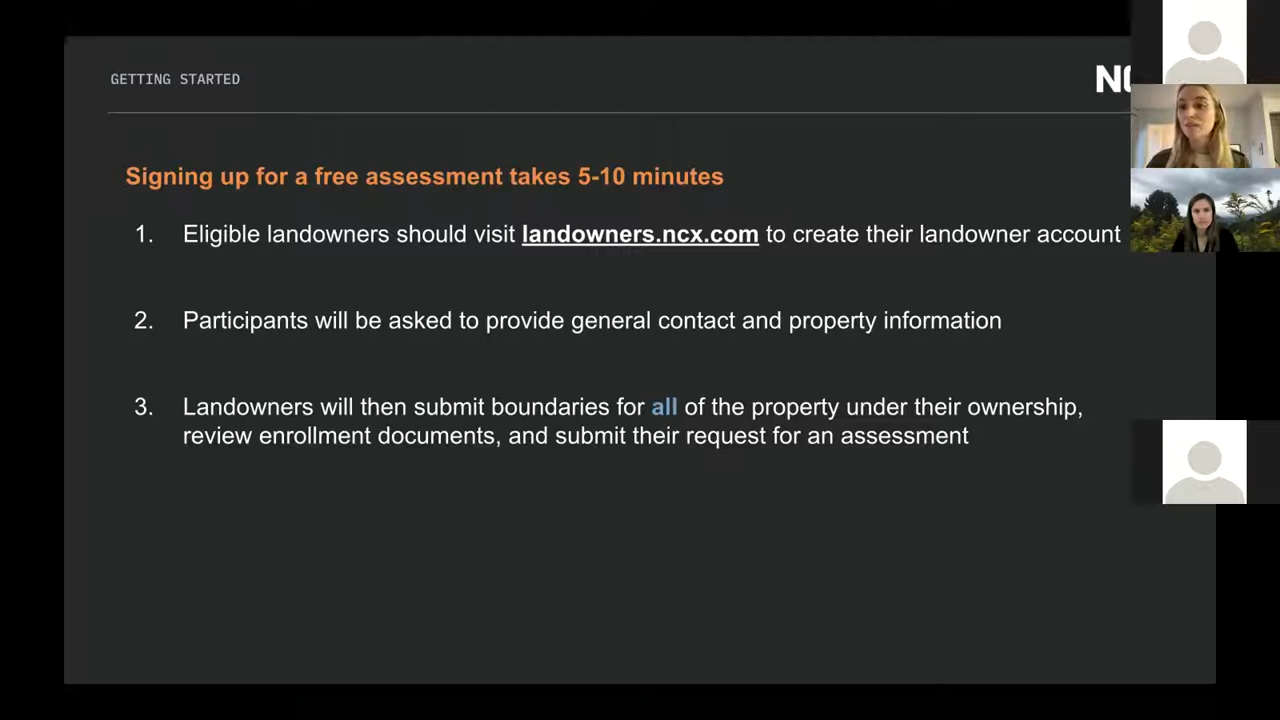 GETTING STARTED
Signing up for a free assessment takes 5-10 minutes
1. Eligible landowners should visit landowners.ncx.com to create their landowner account
2. Participants will be asked to provide general contact and property information
3. Landowners will then submit boundaries for all of the property under their ownership,
review enrollment documents, and submit their request for an assessment